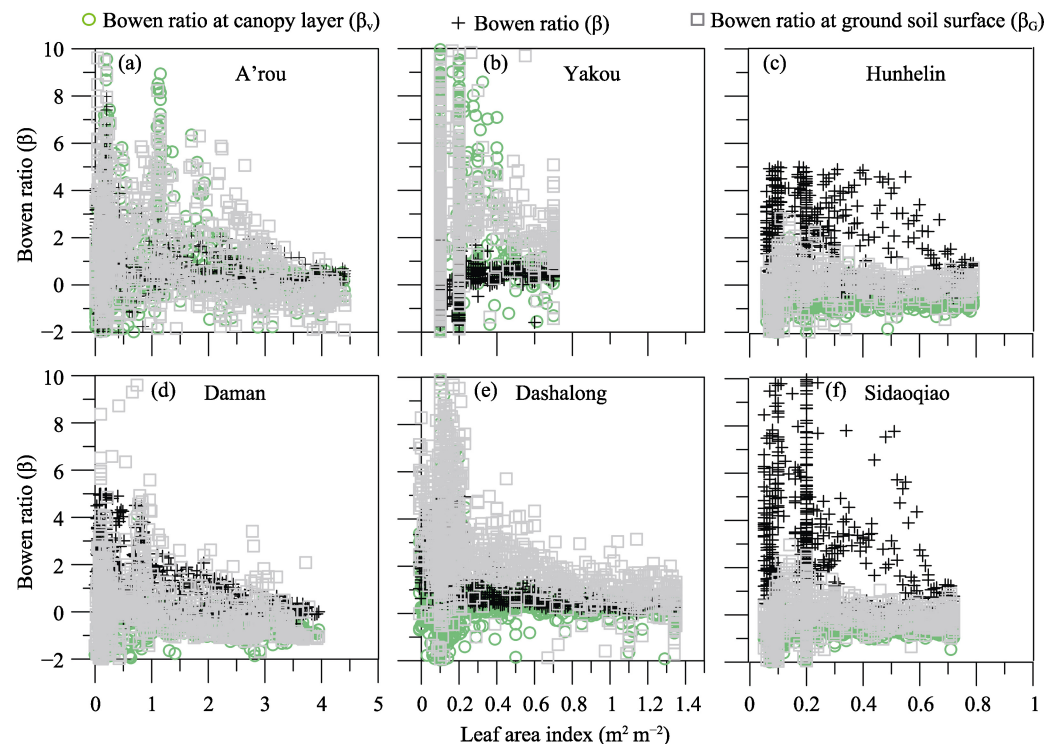 Bowen ratio at canopy layer (βv) Bowen ratio (β) Bowen ratio at ground soil surface (βG)
10 (a) A’rou (b) Yakou (c) Hunhelin
8
6
4
2
0
−2
Bowen ratio (β)
10 (d) Daman (e) Dashalong (f) Sidaoqiao
8
6
4
2
0
−2
Bowen ratio (β)
0 1 2 3 4 5 0 0.2 0.4 0.6 0.8 1 1.2 1.4 0 0.2 0.4 0.6 0.8 1
Leaf area index (m² m⁻²)